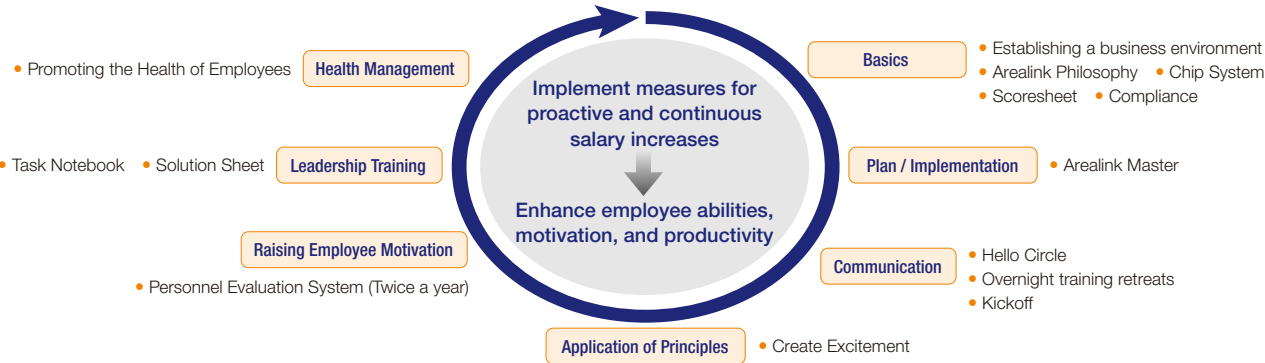 Implement measures for
proactive and continuous
salary increases
Enhance employee abilities,
motivation, and productivity
Basics
• Establishing a business environment
• Arealink Philosophy • Chip System
• Scoresheet • Compliance
Plan / Implementation
• Arealink Master
Communication
• Hello Circle
• Overnight training retreats
• Kickoff
Application of Principles
• Create Excitement
Raising Employee Motivation
• Personnel Evaluation System (Twice a year)
• Task Notebook • Solution Sheet
Leadership Training
• Promoting the Health of Employees
Health Management